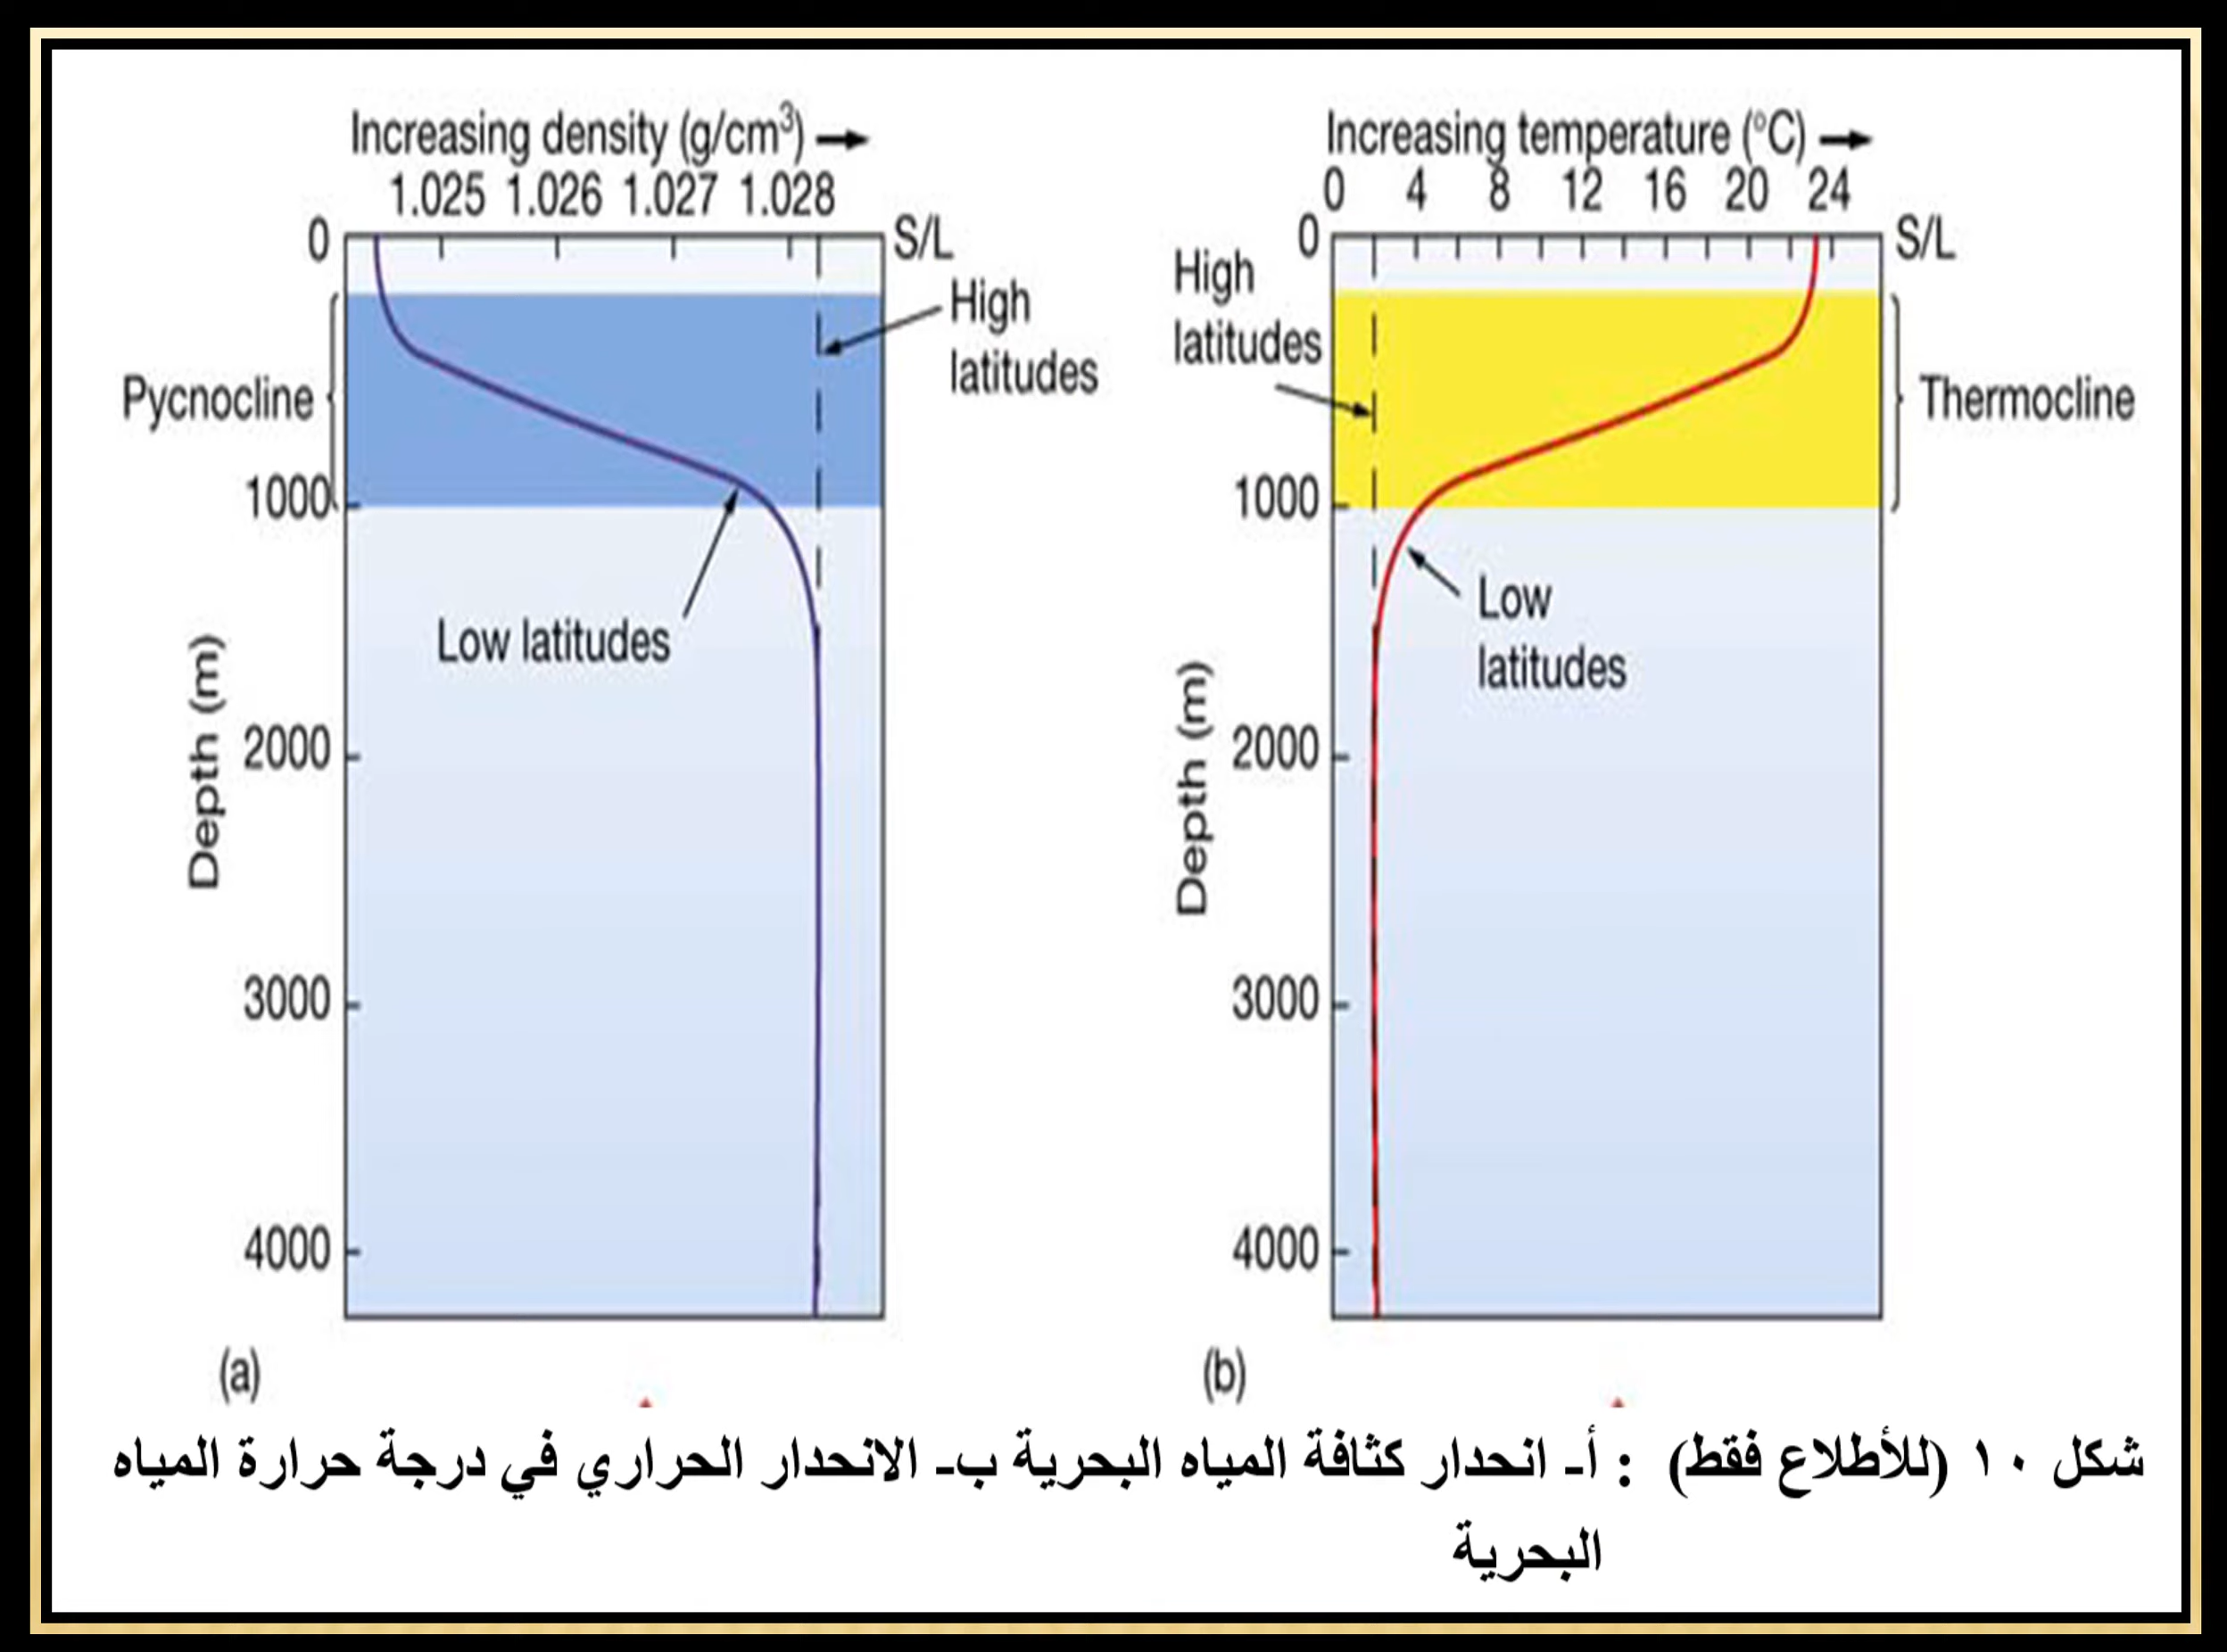 Increasing density (g/cm³) →
1.025 1.026 1.027 1.028
S/L
0
1000
2000
3000
4000
Depth (m)
Pycnocline
High
latitudes
Low latitudes
(a)
Increasing temperature (°C) →
0 4 8 12 16 20 24
S/L
0
1000
2000
3000
4000
Depth (m)
High
latitudes
Thermocline
Low
latitudes
(b)
شكل ١٠ (للأطلاع فقط) : أ- انحدار كثافة المياه البحرية ب- الانحدار الحراري في درجة حرارة المياه
البحرية